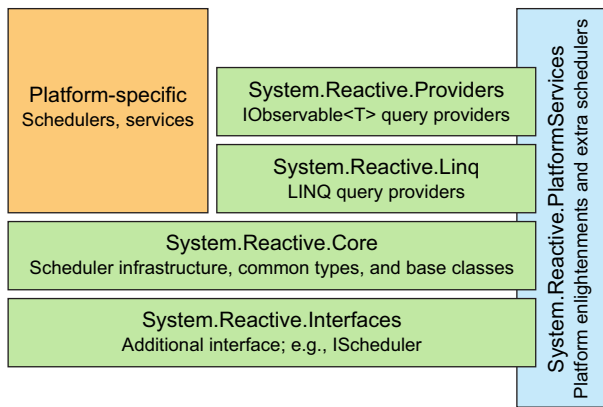 Platform-specific
Schedulers, services
System.Reactive.Providers
IObservable<T> query providers
System.Reactive.Linq
LINQ query providers
System.Reactive.Core
Scheduler infrastructure, common types, and base classes
System.Reactive.Interfaces
Additional interface; e.g., IScheduler
System.Reactive.PlatformServices
Platform enlightenments and extra schedulers